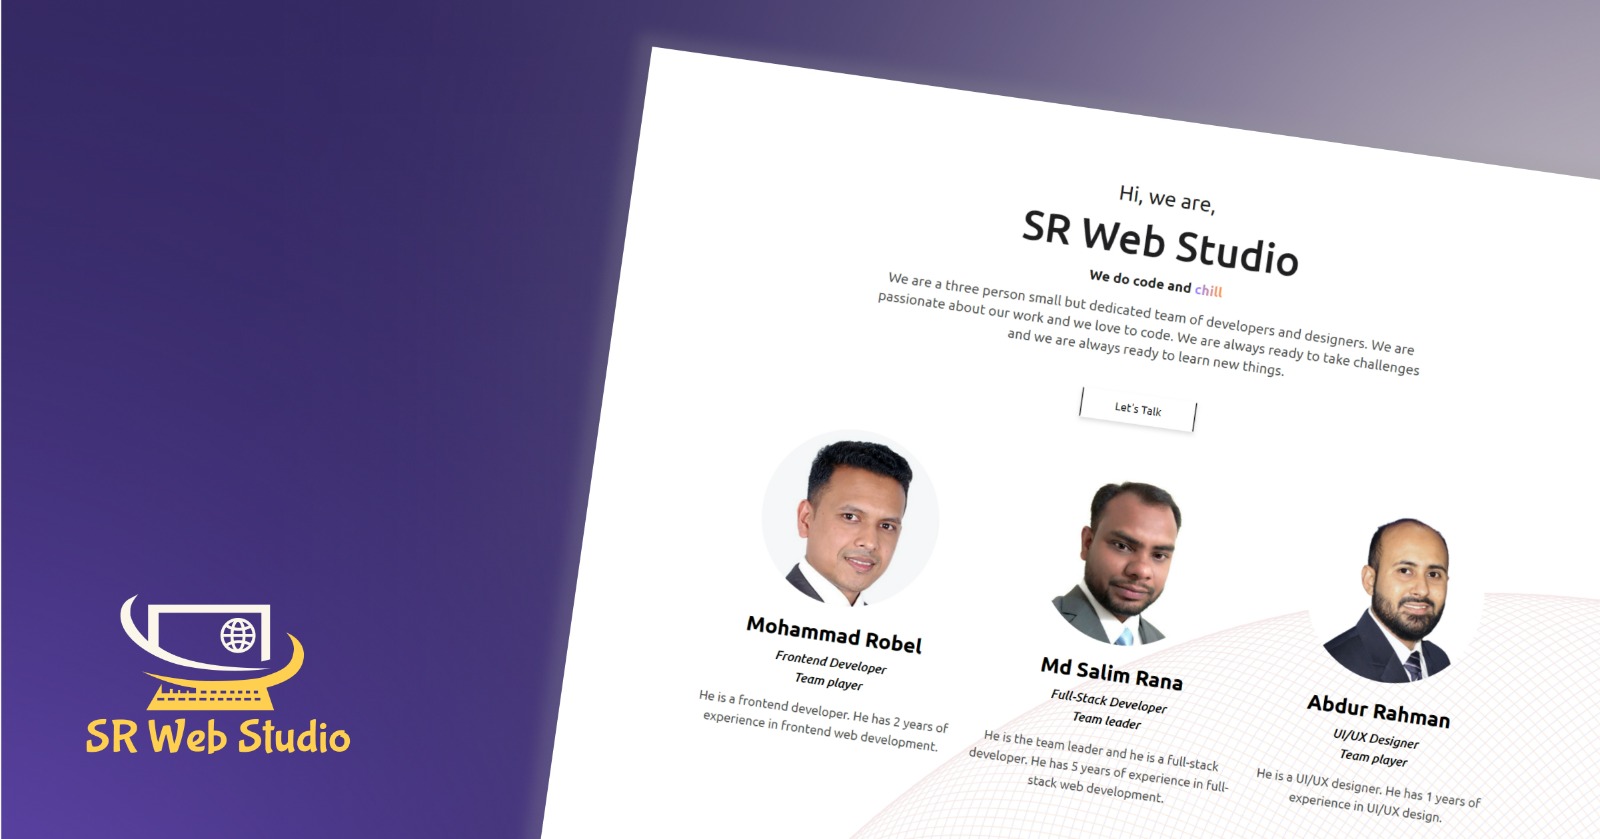 Hi, we are,
SR Web Studio
We do code and chill
We are a three person small but dedicated team of developers and designers. We are
passionate about our work and we love to code. We are always ready to take challenges
and we are always ready to learn new things.
Let's Talk
Mohammad Robel
Frontend Developer
Team player
He is a frontend developer. He has 2 years of
experience in frontend web development.
Md Salim Rana
Full-Stack Developer
Team leader
He is the team leader and he is a full-stack
developer. He has 5 years of experience in full-
stack web development.
Abdur Rahman
UI/UX Designer
Team player
He is a UI/UX designer. He has 1 years of
experience in UI/UX design.
SR Web Studio